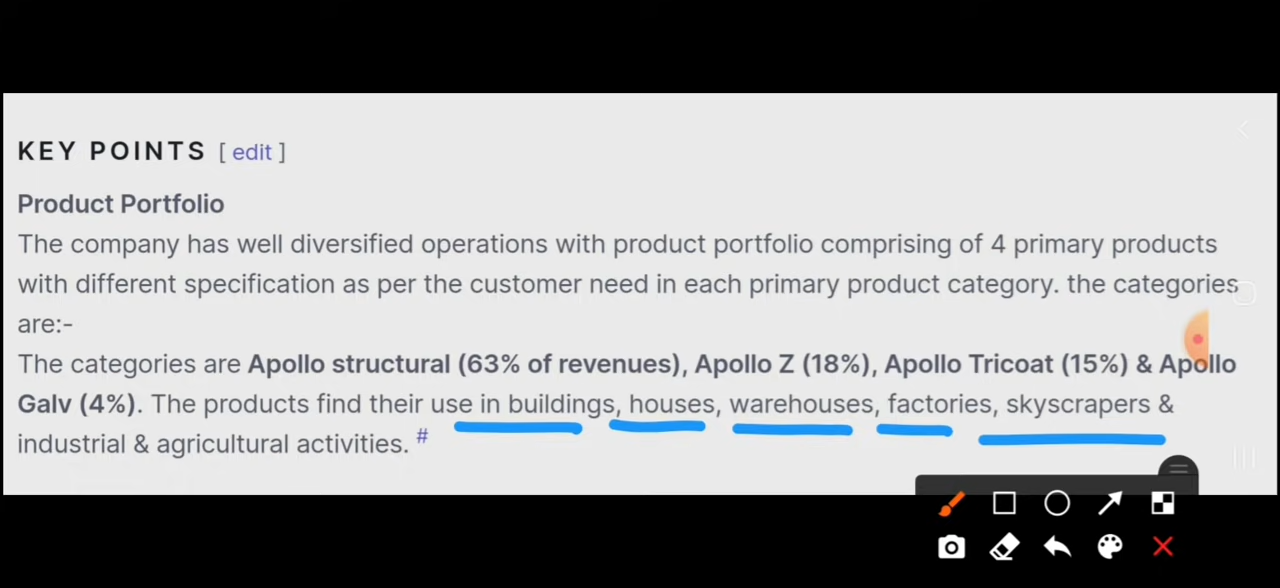 KEY POINTS [ edit ]
Product Portfolio
The company has well diversified operations with product portfolio comprising of 4 primary products
with different specification as per the customer need in each primary product category. the categories
are:-
The categories are Apollo structural (63% of revenues), Apollo Z (18%), Apollo Tricoat (15%) & Apollo
Galv (4%). The products find their use in buildings, houses, warehouses, factories, skyscrapers &
industrial & agricultural activities. #